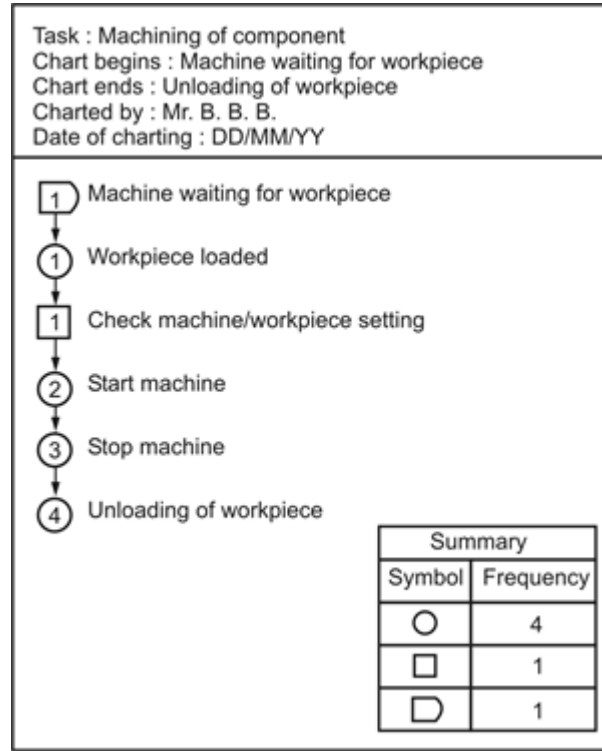 Task : Machining of component
Chart begins : Machine waiting for workpiece
Chart ends : Unloading of workpiece
Charted by : Mr. B. B. B.
Date of charting : DD/MM/YY
1 Machine waiting for workpiece
1 Workpiece loaded
1 Check machine/workpiece setting
2 Start machine
3 Stop machine
4 Unloading of workpiece
Summary
Symbol Frequency
4
1
1